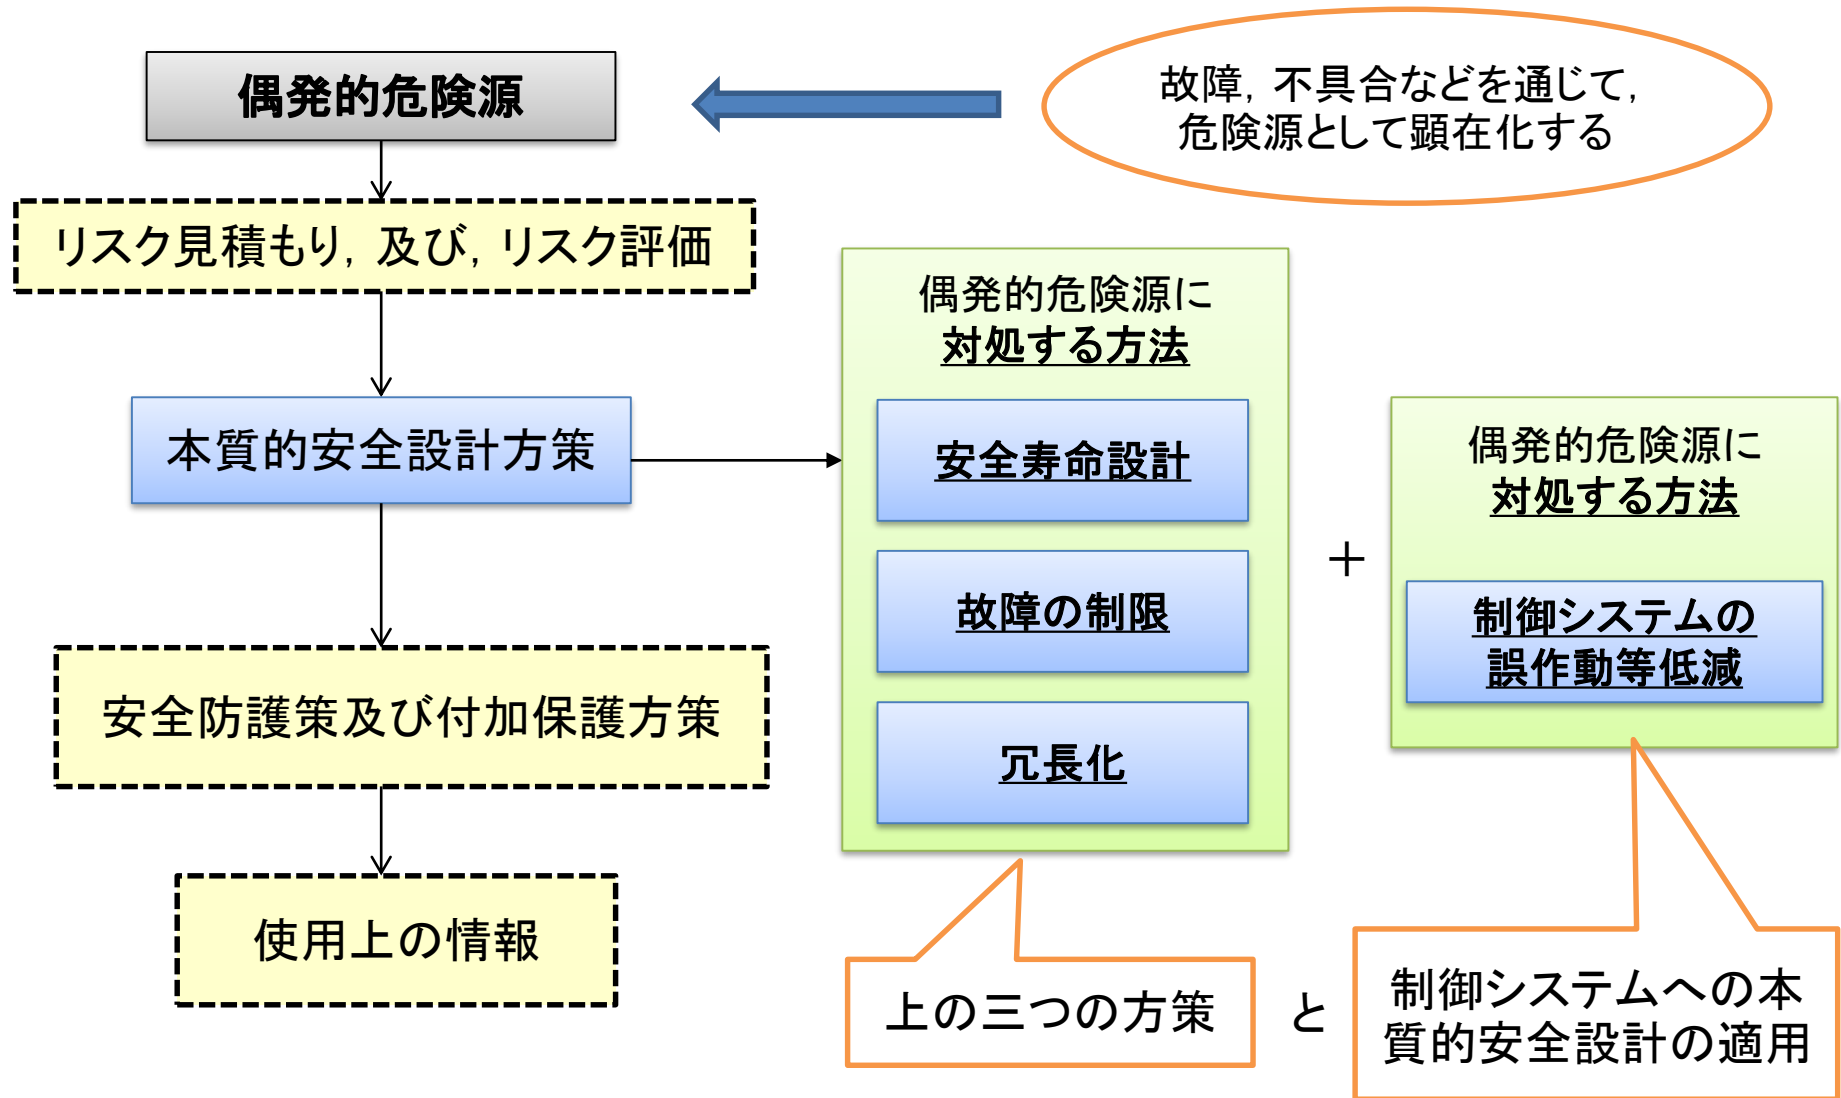 偶発的危険源
故障，不具合などを通じて，
危険源として顕在化する
リスク見積もり，及び，リスク評価
本質的安全設計方策
安全防護策及び付加保護方策
使用上の情報
偶発的危険源に
対処する方法
安全寿命設計
故障の制限
冗長化
＋
偶発的危険源に
対処する方法
制御システムの
誤作動等低減
上の三つの方策
と
制御システムへの本
質的安全設計の適用